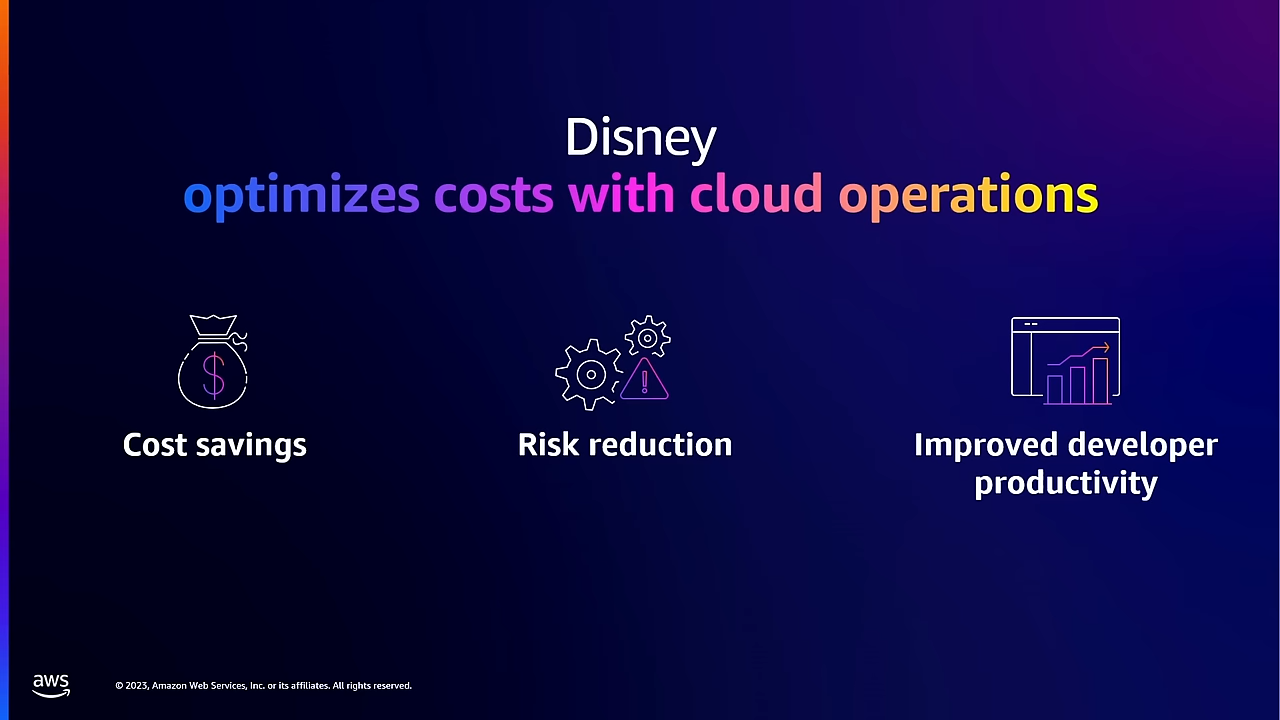 Disney
optimizes costs with cloud operations
$
!
Cost savings
Risk reduction
Improved developer
productivity
aws
© 2023, Amazon Web Services, Inc. or its affiliates. All rights reserved.